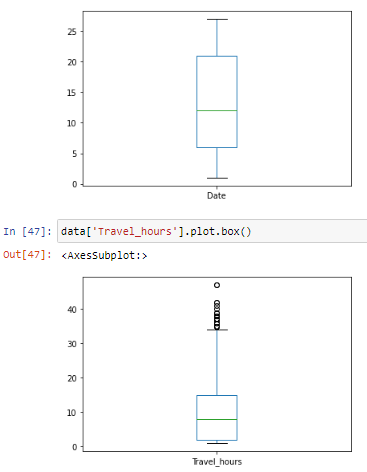 25
20
15
10
5
0
Date
In [47]: data['Travel_hours'].plot.box()
Out[47]: <AxesSubplot:>
40
30
20
10
0
Travel_hours